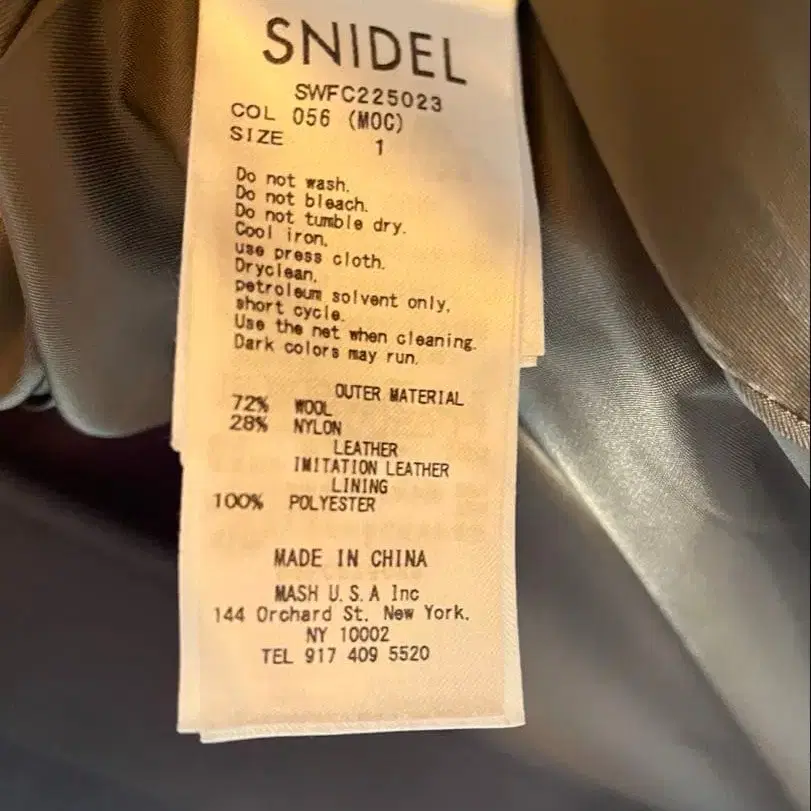 SNIDEL
SWFC225023
COL 056 (MOC)
SIZE 1
Do not wash.
Do not bleach.
Do not tumble dry.
Cool iron,
use press cloth.
Dryclean,
petroleum solvent only,
short cycle.
Use the net when cleaning.
Dark colors may run.
OUTER MATERIAL
72% WOOL
28% NYLON
LEATHER
IMITATION LEATHER
LINING
100% POLYESTER
MADE IN CHINA
MASH U.S.A Inc
144 Orchard St. New York.
NY 10002
TEL 917 409 5520